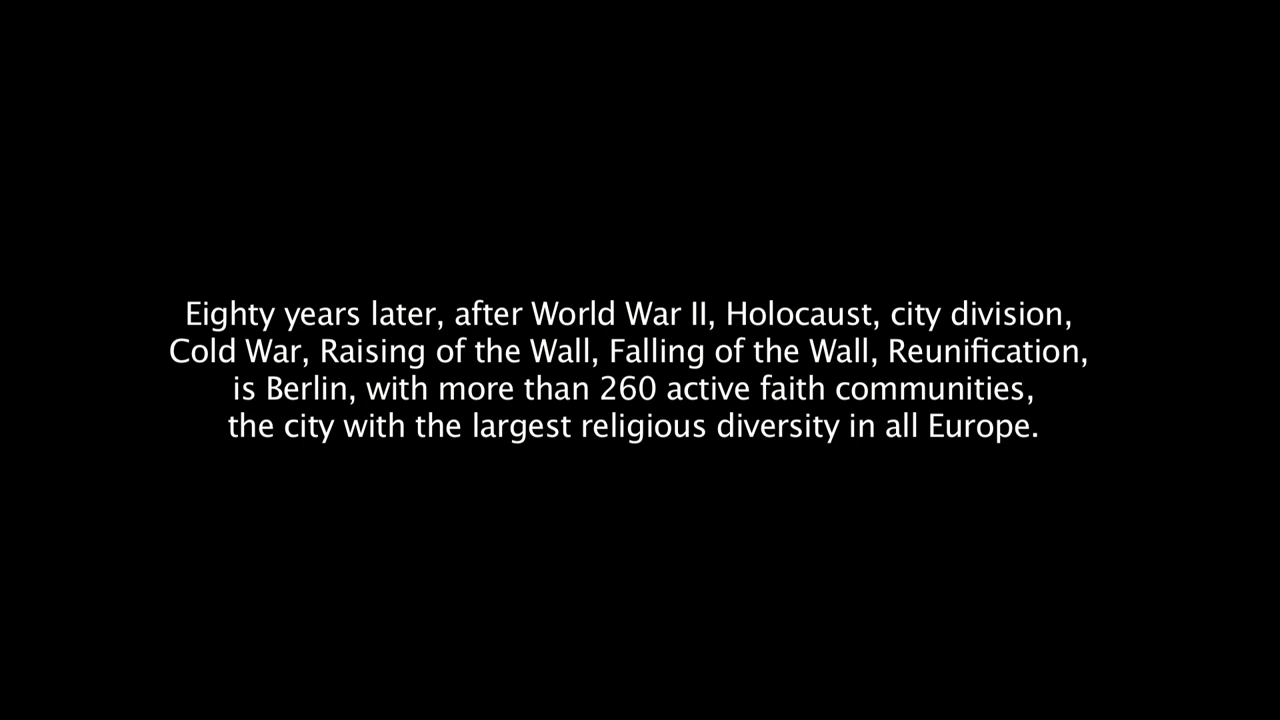 Eighty years later, after World War II, Holocaust, city division,
Cold War, Raising of the Wall, Falling of the Wall, Reunification,
is Berlin, with more than 260 active faith communities,
the city with the largest religious diversity in all Europe.